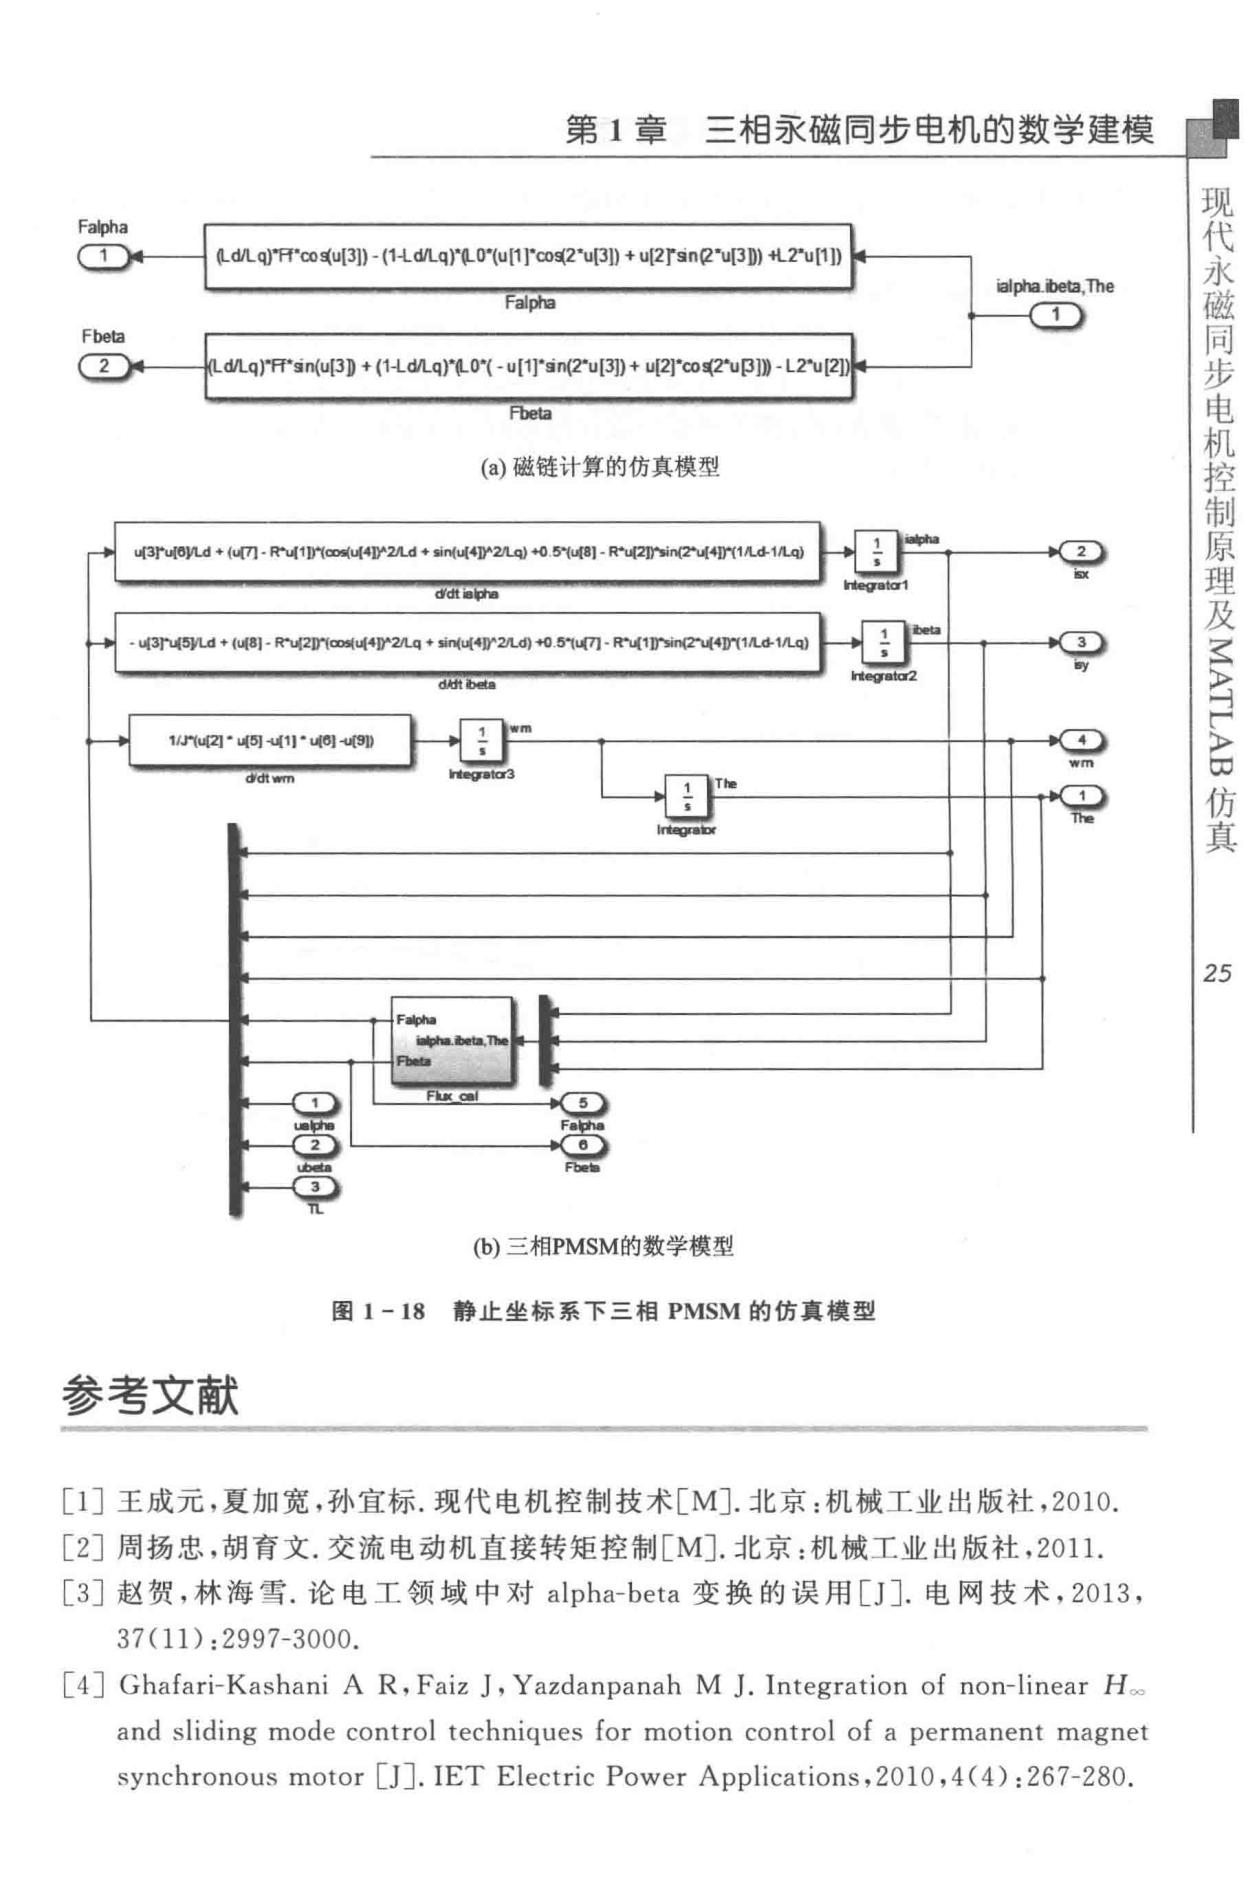 第1章 三相永磁同步电机的数学建模
Falpha
1
(Ld/Lq)*Ff*cos(u[3]) - (1-Ld/Lq)*(L0*(u[1]*cos(2*u[3]) + u[2]*sin(2*u[3])) +L2*u[1])
Falpha
ialpha.ibeta,The
1
Fbeta
2
(Ld/Lq)*Ff*sin(u[3]) + (1-Ld/Lq)*(L0*( - u[1]*sin(2*u[3]) + u[2]*cos(2*u[3])) - L2*u[2])
Fbeta
(a) 磁链计算的仿真模型
u[3]*u[6]/Ld + (u[7] - R*u[1])*(cos(u[4])^2/Ld + sin(u[4])^2/Lq) +0.5*(u[8] - R*u[2])*sin(2*u[4])*(1/Ld-1/Lq)
d/dt ialpha
1
s
Integrator1
ialpha
2
isx
- u[3]*u[5]/Ld + (u[8] - R*u[2])*(cos(u[4])^2/Lq + sin(u[4])^2/Ld) +0.5*(u[7] - R*u[1])*sin(2*u[4])*(1/Ld-1/Lq)
d/dt ibeta
1
s
Integrator2
ibeta
3
isy
1/J*(u[2] * u[5] -u[1] * u[6] -u[9])
d/dt wm
1
s
Integrator3
wm
4
wm
1
s
Integrator
The
1
The
Falpha
ialpha.ibeta,The
Fbeta
Flux_cal
1
ualpha
2
ubeta
3
TL
5
Falpha
6
Fbeta
(b) 三相PMSM的数学模型
图 1-18 静止坐标系下三相 PMSM 的仿真模型
参考文献
[1] 王成元,夏加宽,孙宜标. 现代电机控制技术[M]. 北京:机械工业出版社,2010.
[2] 周扬忠,胡育文. 交流电动机直接转矩控制[M]. 北京:机械工业出版社,2011.
[3] 赵贺,林海雪. 论电工领域中对 alpha-beta 变换的误用[J]. 电网技术,2013,
37(11):2997-3000.
[4] Ghafari-Kashani A R,Faiz J,Yazdanpanah M J. Integration of non-linear H∞
and sliding mode control techniques for motion control of a permanent magnet
synchronous motor [J]. IET Electric Power Applications,2010,4(4):267-280.
现代永磁同步电机控制原理及MATLAB仿真
25